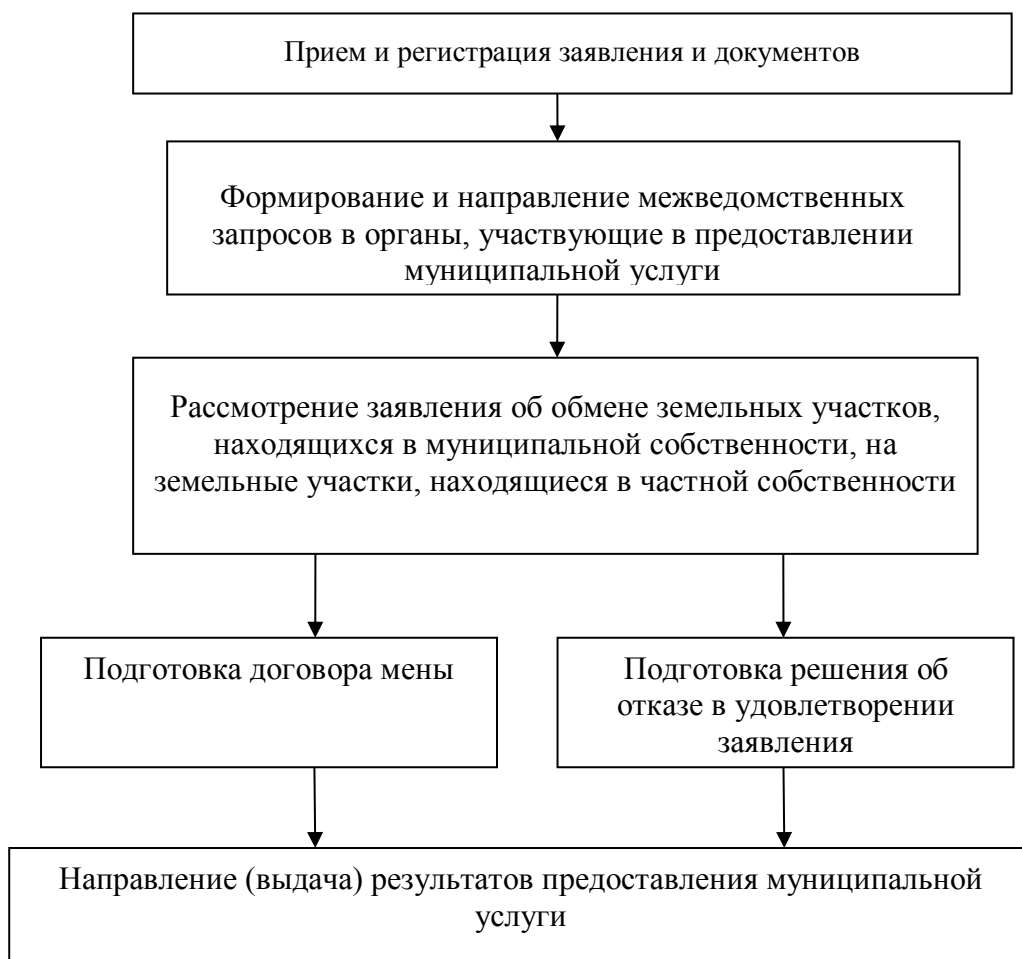 Прием и регистрация заявления и документов
Формирование и направление межведомственных
запросов в органы, участвующие в предоставлении
муниципальной услуги
Рассмотрение заявления об обмене земельных участков,
находящихся в муниципальной собственности, на
земельные участки, находящиеся в частной собственности
Подготовка договора мены
Подготовка решения об
отказе в удовлетворении
заявления
Направление (выдача) результатов предоставления муниципальной
услуги